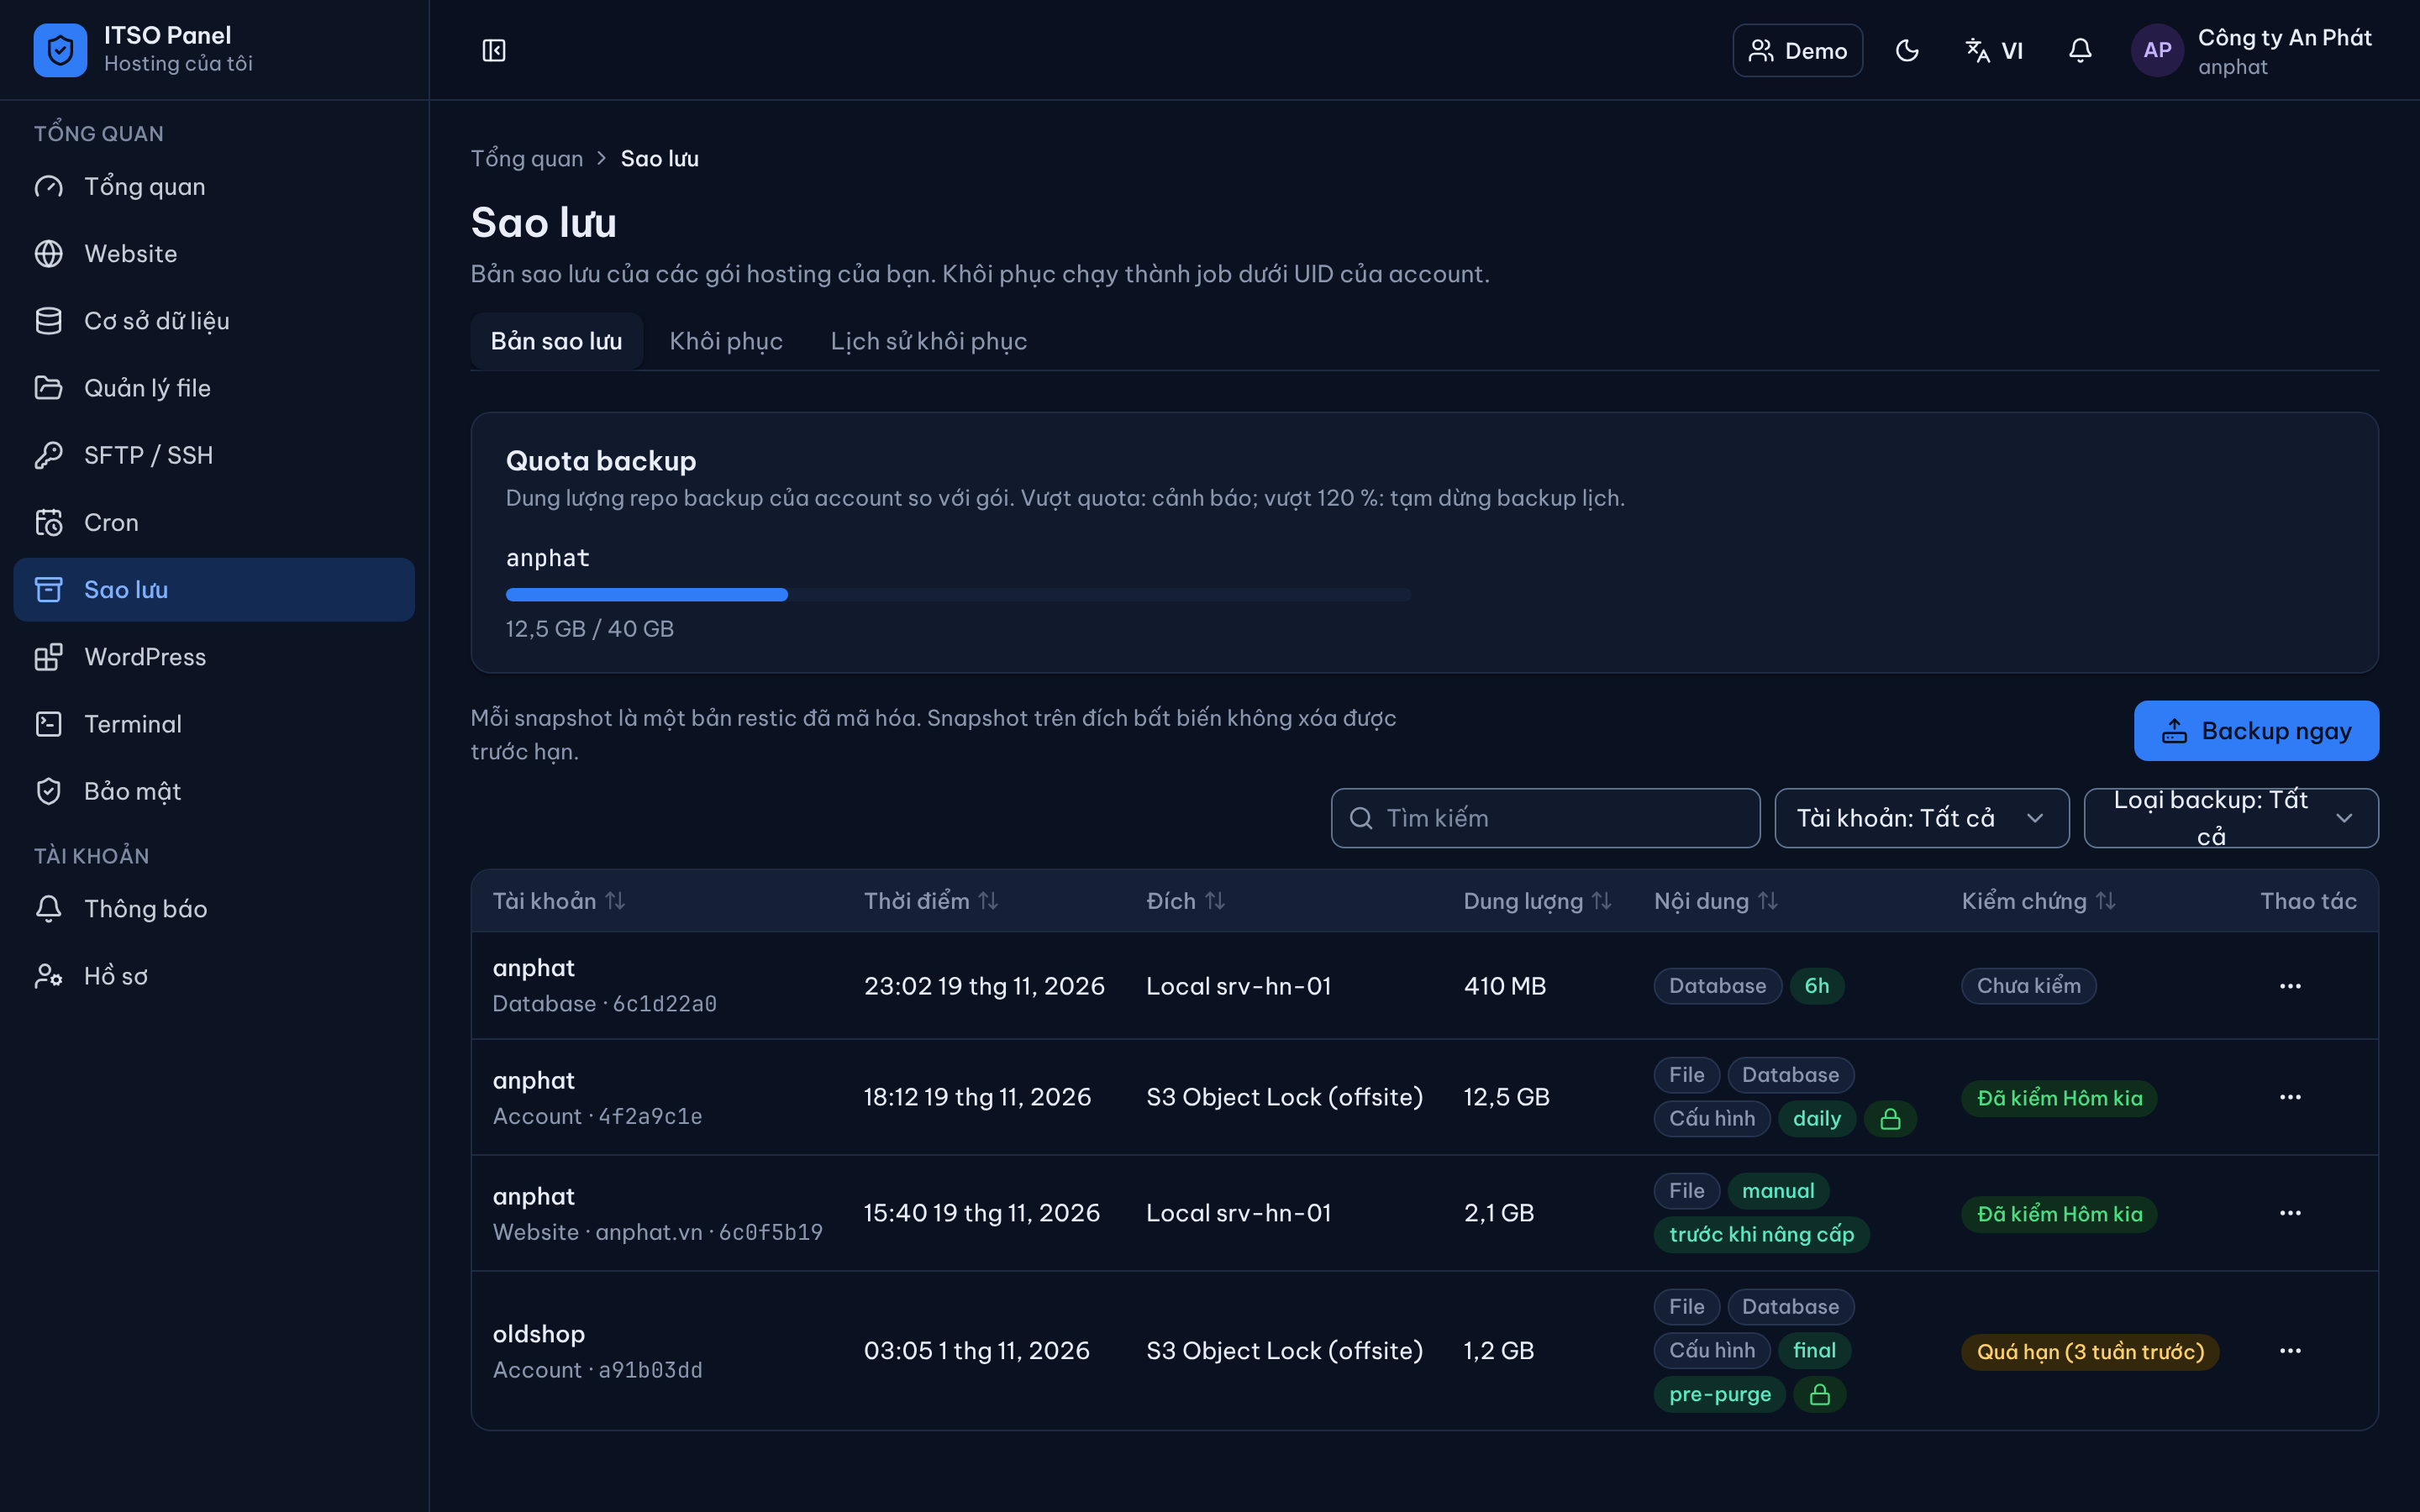 ITSO Panel
Hosting của tôi
Demo
VI
AP
Công ty An Phát
anphat
TỔNG QUAN
Tổng quan
Website
Cơ sở dữ liệu
Quản lý file
SFTP / SSH
Cron
Sao lưu
WordPress
Terminal
Bảo mật
TÀI KHOẢN
Thông báo
Hồ sơ
Tổng quan > Sao lưu
Sao lưu
Bản sao lưu của các gói hosting của bạn. Khôi phục chạy thành job dưới UID của account.
Bản sao lưu Khôi phục Lịch sử khôi phục
Quota backup
Dung lượng repo backup của account so với gói. Vượt quota: cảnh báo; vượt 120 %: tạm dừng backup lịch.
anphat
12,5 GB / 40 GB
Mỗi snapshot là một bản restic đã mã hóa. Snapshot trên đích bất biến không xóa được
trước hạn.
Backup ngay
Tìm kiếm
Tài khoản: Tất cả
Loại backup: Tất
cả
Tài khoản Thời điểm Đích Dung lượng Nội dung Kiểm chứng Thao tác
anphat
Database · 6c1d22a0
23:02 19 thg 11, 2026
Local srv-hn-01
410 MB
Database 6h
Chưa kiểm
anphat
Account · 4f2a9c1e
18:12 19 thg 11, 2026
S3 Object Lock (offsite)
12,5 GB
File Database
Cấu hình daily
Đã kiểm Hôm kia
anphat
Website · anphat.vn · 6c0f5b19
15:40 19 thg 11, 2026
Local srv-hn-01
2,1 GB
File manual
trước khi nâng cấp
Đã kiểm Hôm kia
oldshop
Account · a91b03dd
03:05 1 thg 11, 2026
S3 Object Lock (offsite)
1,2 GB
File Database
Cấu hình final
pre-purge
Quá hạn (3 tuần trước)